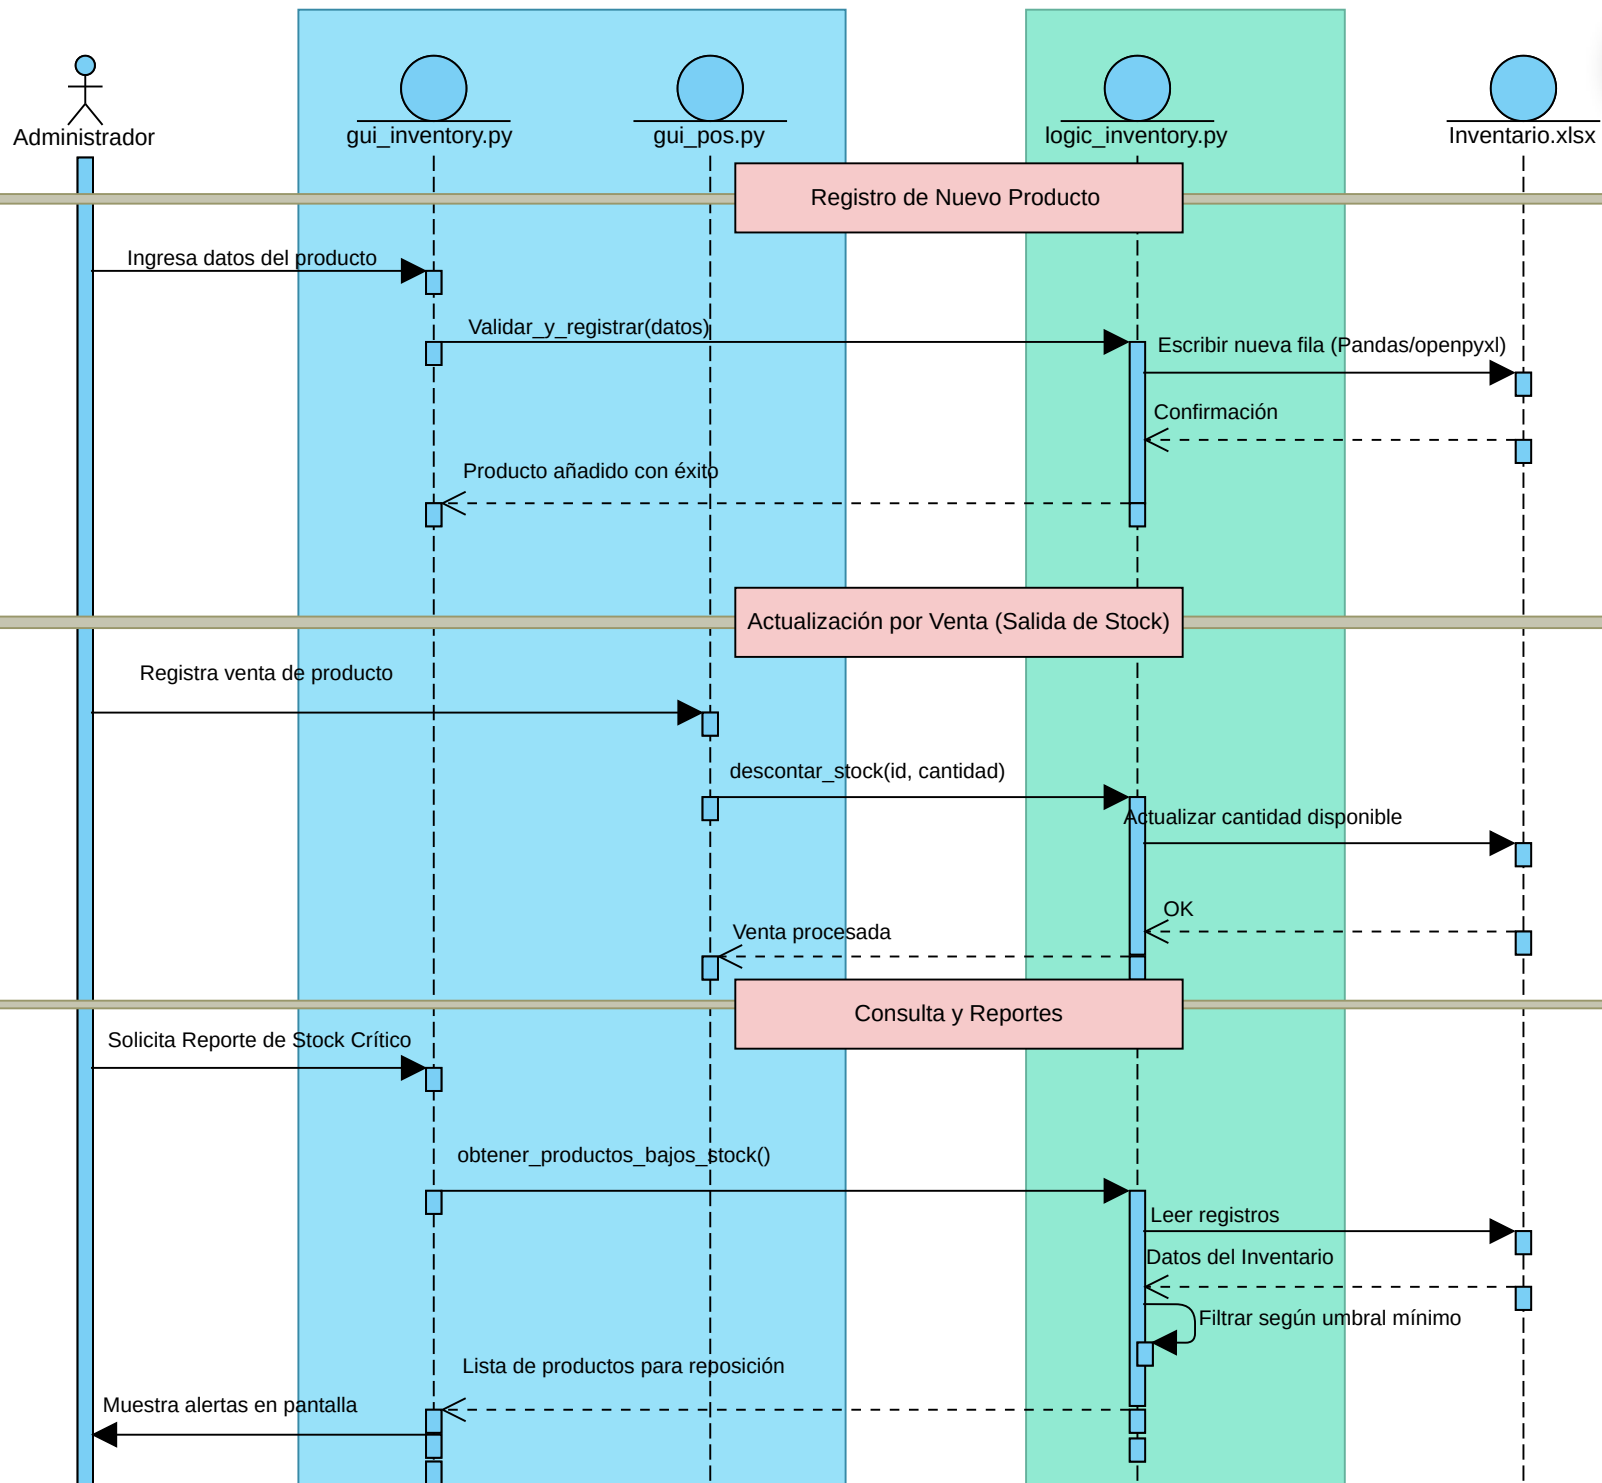 Administrador
gui_inventory.py
gui_pos.py
logic_inventory.py
Inventario.xlsx
Registro de Nuevo Producto
Ingresa datos del producto
Validar_y_registrar(datos)
Escribir nueva fila (Pandas/openpyxl)
Confirmación
Producto añadido con éxito
Actualización por Venta (Salida de Stock)
Registra venta de producto
descontar_stock(id, cantidad)
Actualizar cantidad disponible
OK
Venta procesada
Consulta y Reportes
Solicita Reporte de Stock Crítico
obtener_productos_bajos_stock()
Leer registros
Datos del Inventario
Filtrar según umbral mínimo
Lista de productos para reposición
Muestra alertas en pantalla